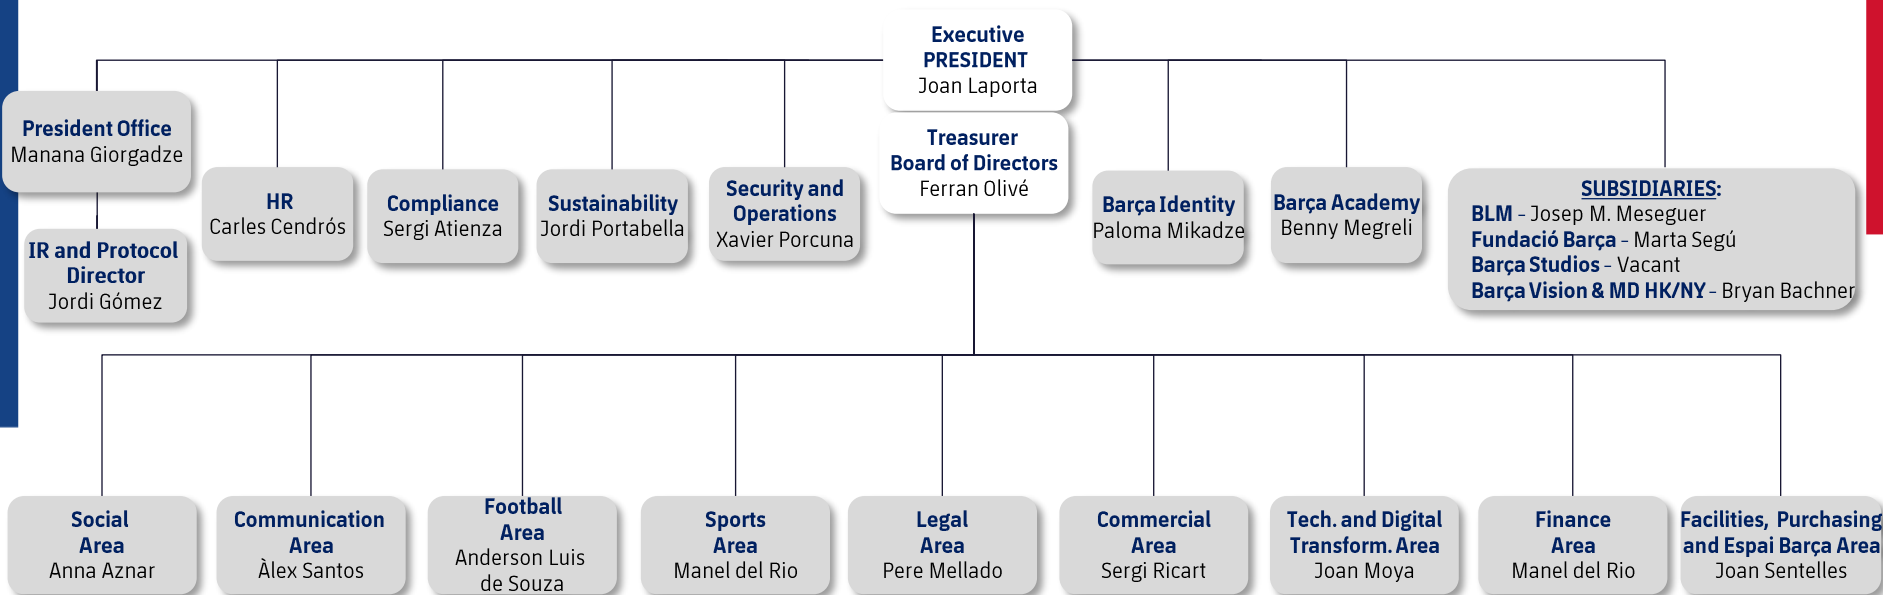 Executive
PRESIDENT
Joan Laporta
Treasurer
Board of Directors
Ferran Olivé
President Office
Manana Giorgadze
IR and Protocol
Director
Jordi Gómez
HR
Carles Cendrós
Compliance
Sergi Atienza
Sustainability
Jordi Portabella
Security and
Operations
Xavier Porcuna
Barça Identity
Paloma Mikadze
Barça Academy
Benny Megreli
SUBSIDIARIES:
BLM - Josep M. Meseguer
Fundació Barça - Marta Segú
Barça Studios - Vacant
Barça Vision & MD HK/NY - Bryan Bachner
Social
Area
Anna Aznar
Communication
Area
Àlex Santos
Football
Area
Anderson Luis
de Souza
Sports
Area
Manel del Rio
Legal
Area
Pere Mellado
Commercial
Area
Sergi Ricart
Tech. and Digital
Transform. Area
Joan Moya
Finance
Area
Manel del Rio
Facilities, Purchasing
and Espai Barça Area
Joan Sentelles